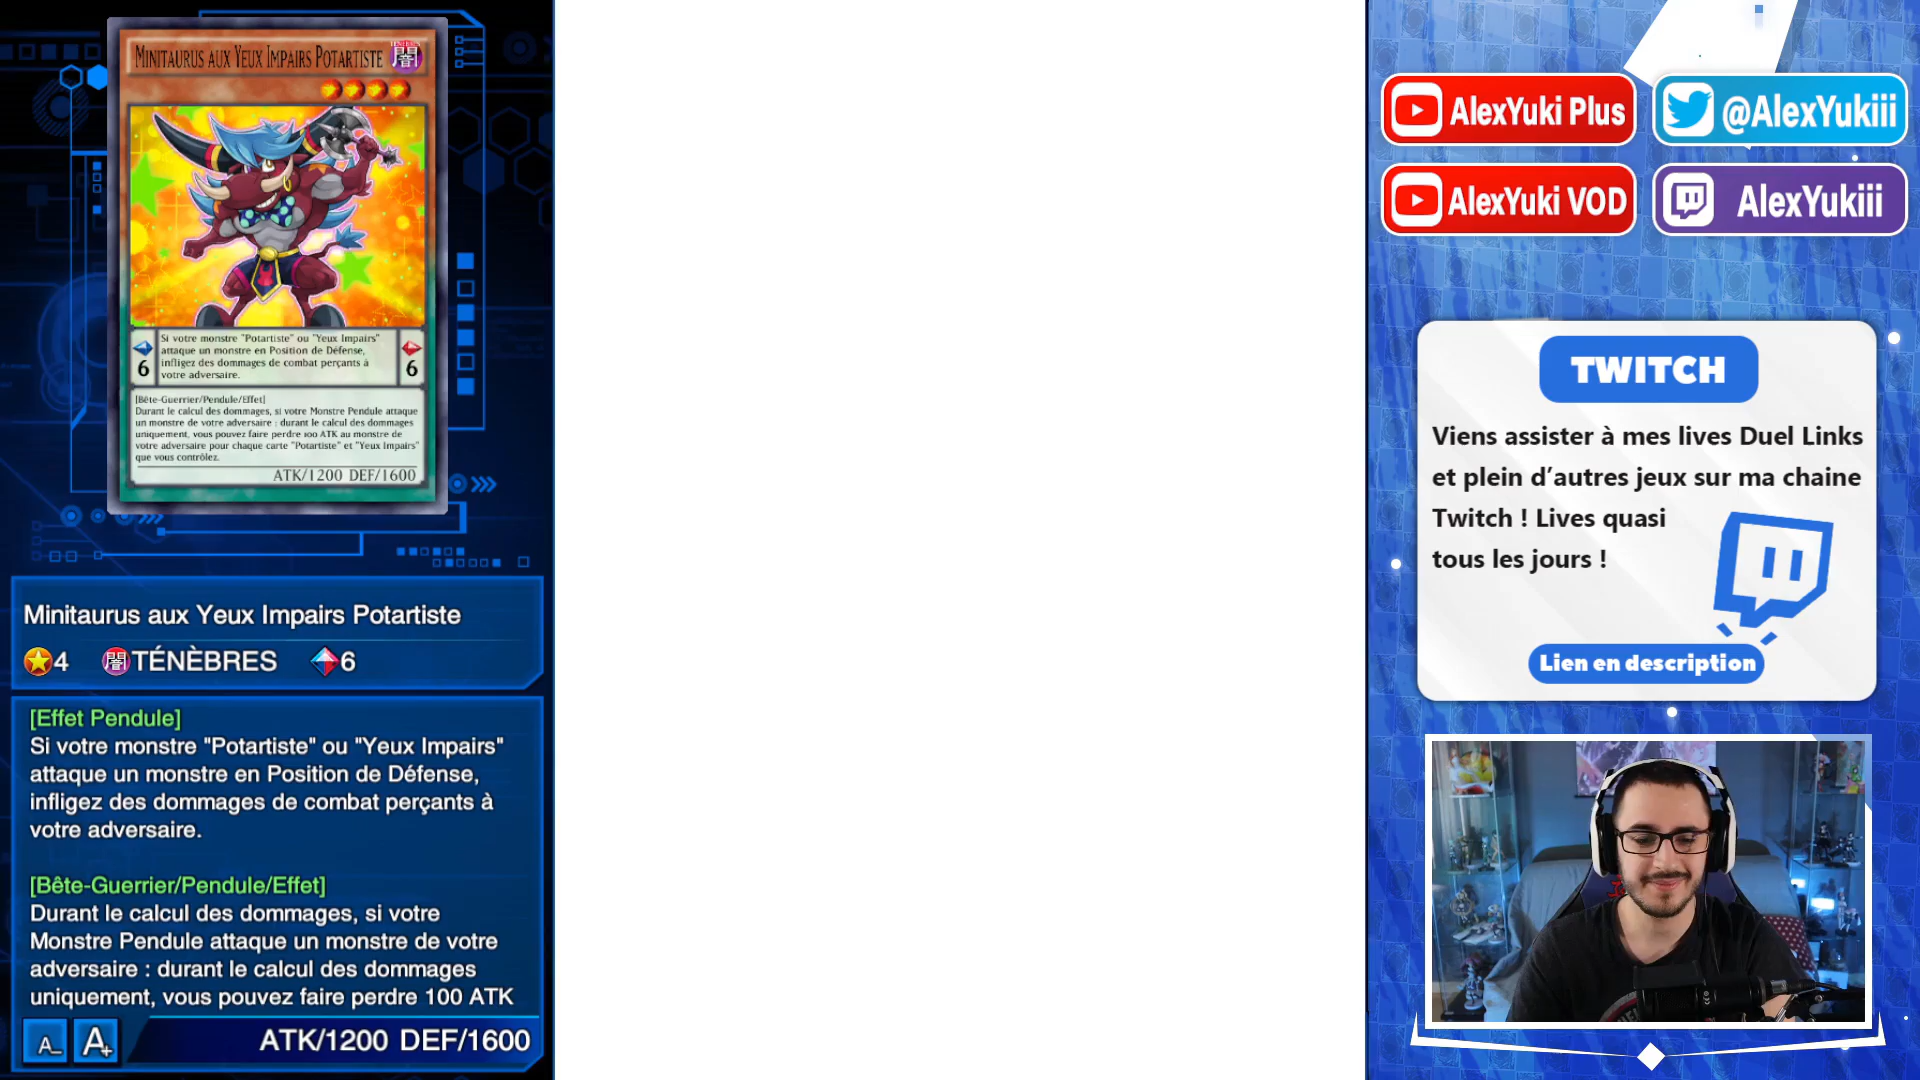 MINITAURUS AUX YEUX IMPAIRS POTARTISTE
闇
Si votre monstre "Potartiste" ou "Yeux Impairs"
attaque un monstre en Position de Défense,
infligez des dommages de combat perçants à
votre adversaire.
6
6
[Bête-Guerrier/Pendule/Effet]
Durant le calcul des dommages, si votre Monstre Pendule attaque
un monstre de votre adversaire : durant le calcul des dommages
uniquement, vous pouvez faire perdre 100 ATK au monstre de
votre adversaire pour chaque carte "Potartiste" et "Yeux Impairs"
que vous contrôlez.
ATK/1200 DEF/1600
Minitaurus aux Yeux Impairs Potartiste
4 闇 TÉNÈBRES 6
[Effet Pendule]
Si votre monstre "Potartiste" ou "Yeux Impairs"
attaque un monstre en Position de Défense,
infligez des dommages de combat perçants à
votre adversaire.
[Bête-Guerrier/Pendule/Effet]
Durant le calcul des dommages, si votre
Monstre Pendule attaque un monstre de votre
adversaire : durant le calcul des dommages
uniquement, vous pouvez faire perdre 100 ATK
A- A+ ATK/1200 DEF/1600
AlexYuki Plus
@AlexYukiii
AlexYuki VOD
AlexYukiii
TWITCH
Viens assister à mes lives Duel Links
et plein d'autres jeux sur ma chaine
Twitch ! Lives quasi
tous les jours !
Lien en description